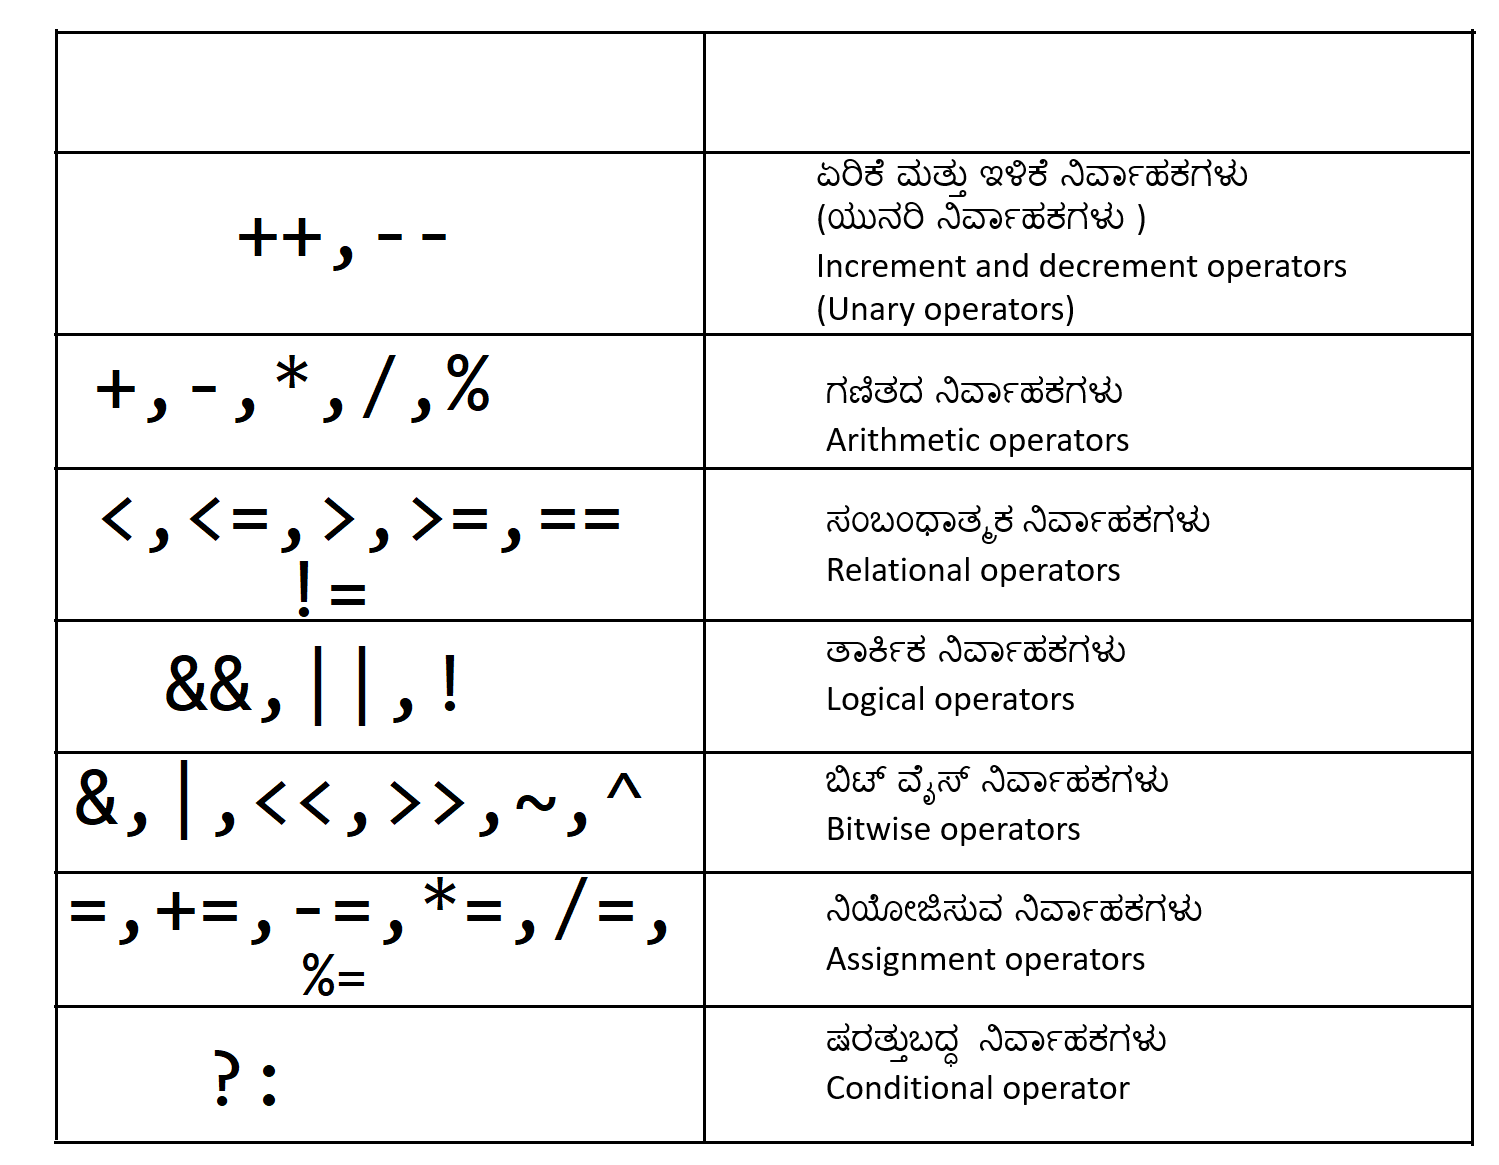 ++,--
ಏರಿಕೆ ಮತ್ತು ಇಳಿಕೆ ನಿರ್ವಾಹಕಗಳು
(ಯುನರಿ ನಿರ್ವಾಹಕಗಳು )
Increment and decrement operators
(Unary operators)
+,-,*,/,%
ಗಣಿತದ ನಿರ್ವಾಹಕಗಳು
Arithmetic operators
<,<=,>,>=,==
!=
ಸಂಬಂಧಾತ್ಮಕ ನಿರ್ವಾಹಕಗಳು
Relational operators
&&,||,!
ತಾರ್ಕಿಕ ನಿರ್ವಾಹಕಗಳು
Logical operators
&,|,<<,>>,~,^
ಬಿಟ್ ವೈಸ್ ನಿರ್ವಾಹಕಗಳು
Bitwise operators
=,+=,-=,*=,/=,
%=
ನಿಯೋಜಿಸುವ ನಿರ್ವಾಹಕಗಳು
Assignment operators
?:
ಷರತ್ತುಬದ್ಧ  ನಿರ್ವಾಹಕಗಳು
Conditional operator